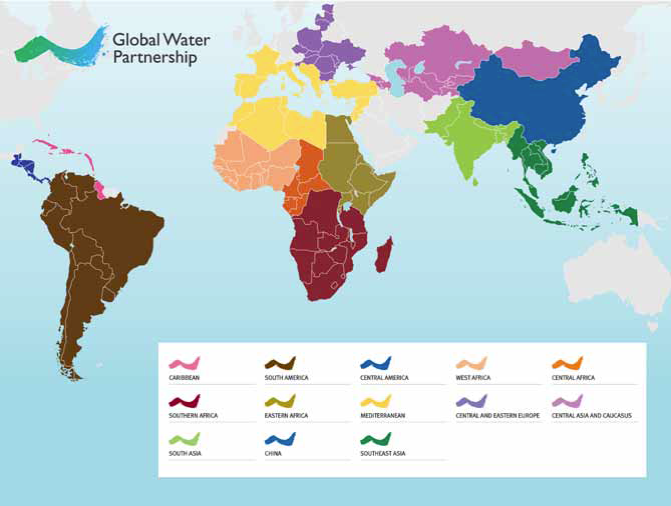 Global Water
Partnership
CARIBBEAN
SOUTH AMERICA
CENTRAL AMERICA
WEST AFRICA
CENTRAL AFRICA
SOUTHERN AFRICA
EASTERN AFRICA
MEDITERRANEAN
CENTRAL AND EASTERN EUROPE
CENTRAL ASIA AND CAUCASUS
SOUTH ASIA
CHINA
SOUTHEAST ASIA